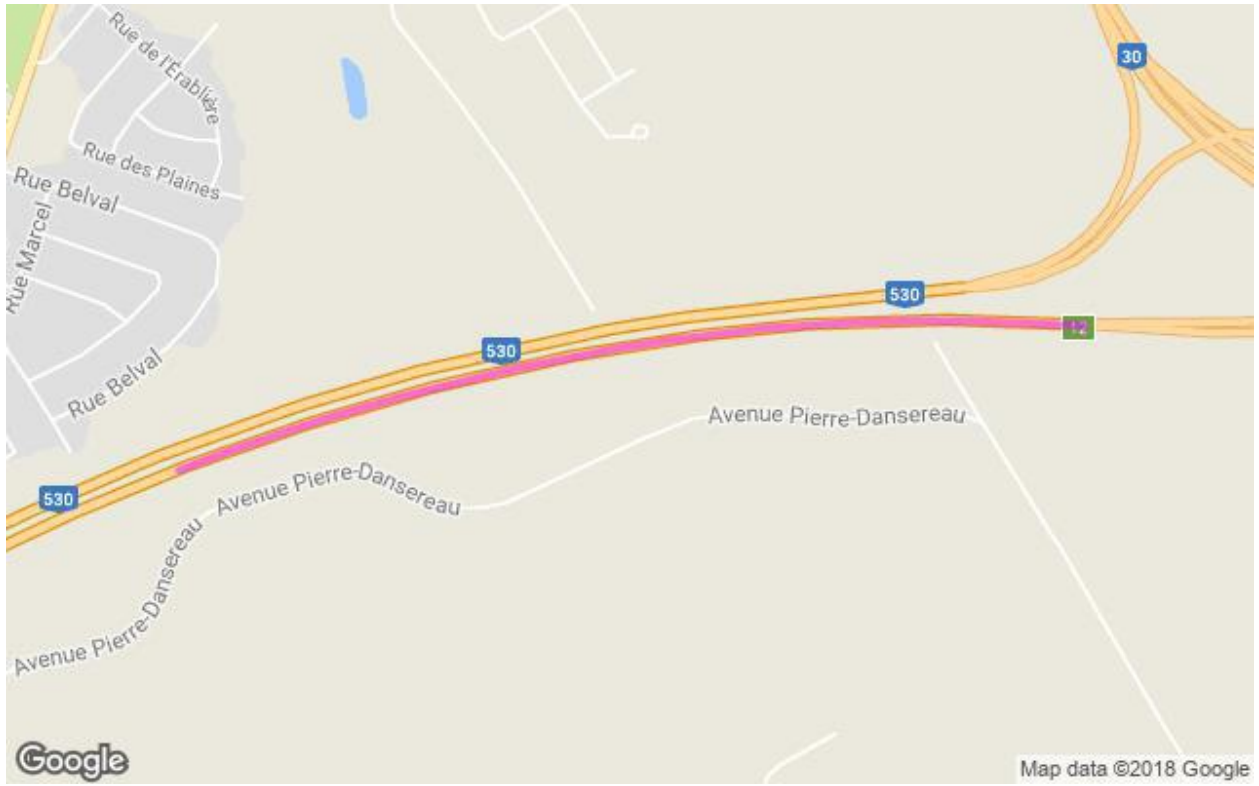 Rue de l'Érablière
30
Rue des Plaines
Rue Belval
Rue Marcel
530
530
12
Rue Belval
Avenue Pierre-Dansereau
530
Avenue Pierre-Dansereau
Avenue Pierre-Dansereau
Google
Map data ©2018 Google